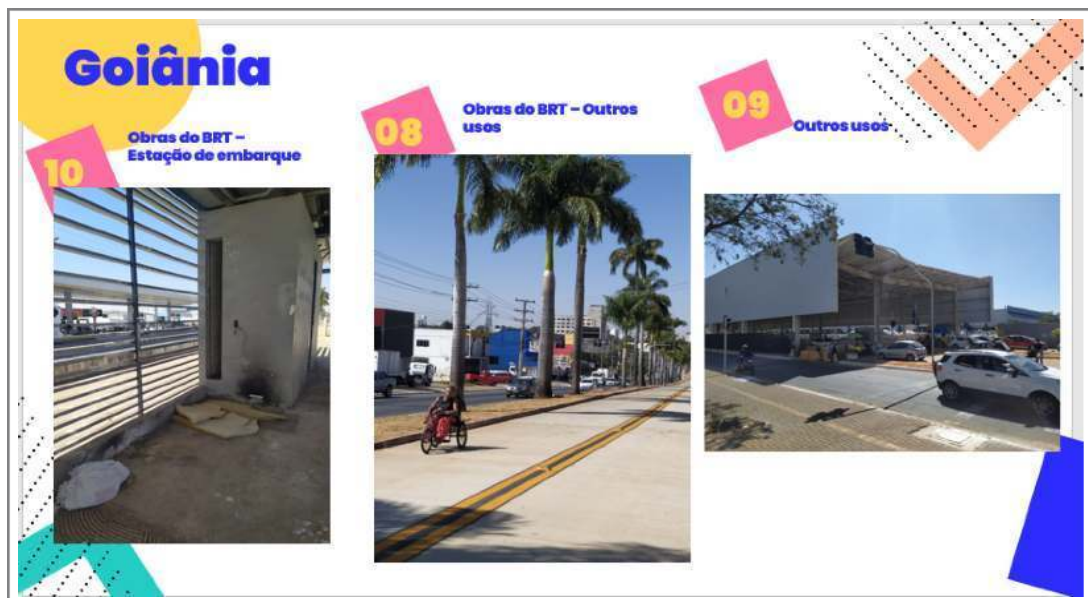 Goiânia
10
Obras do BRT –
Estação de embarque
08
Obras do BRT – Outros
usos
09
Outros usos